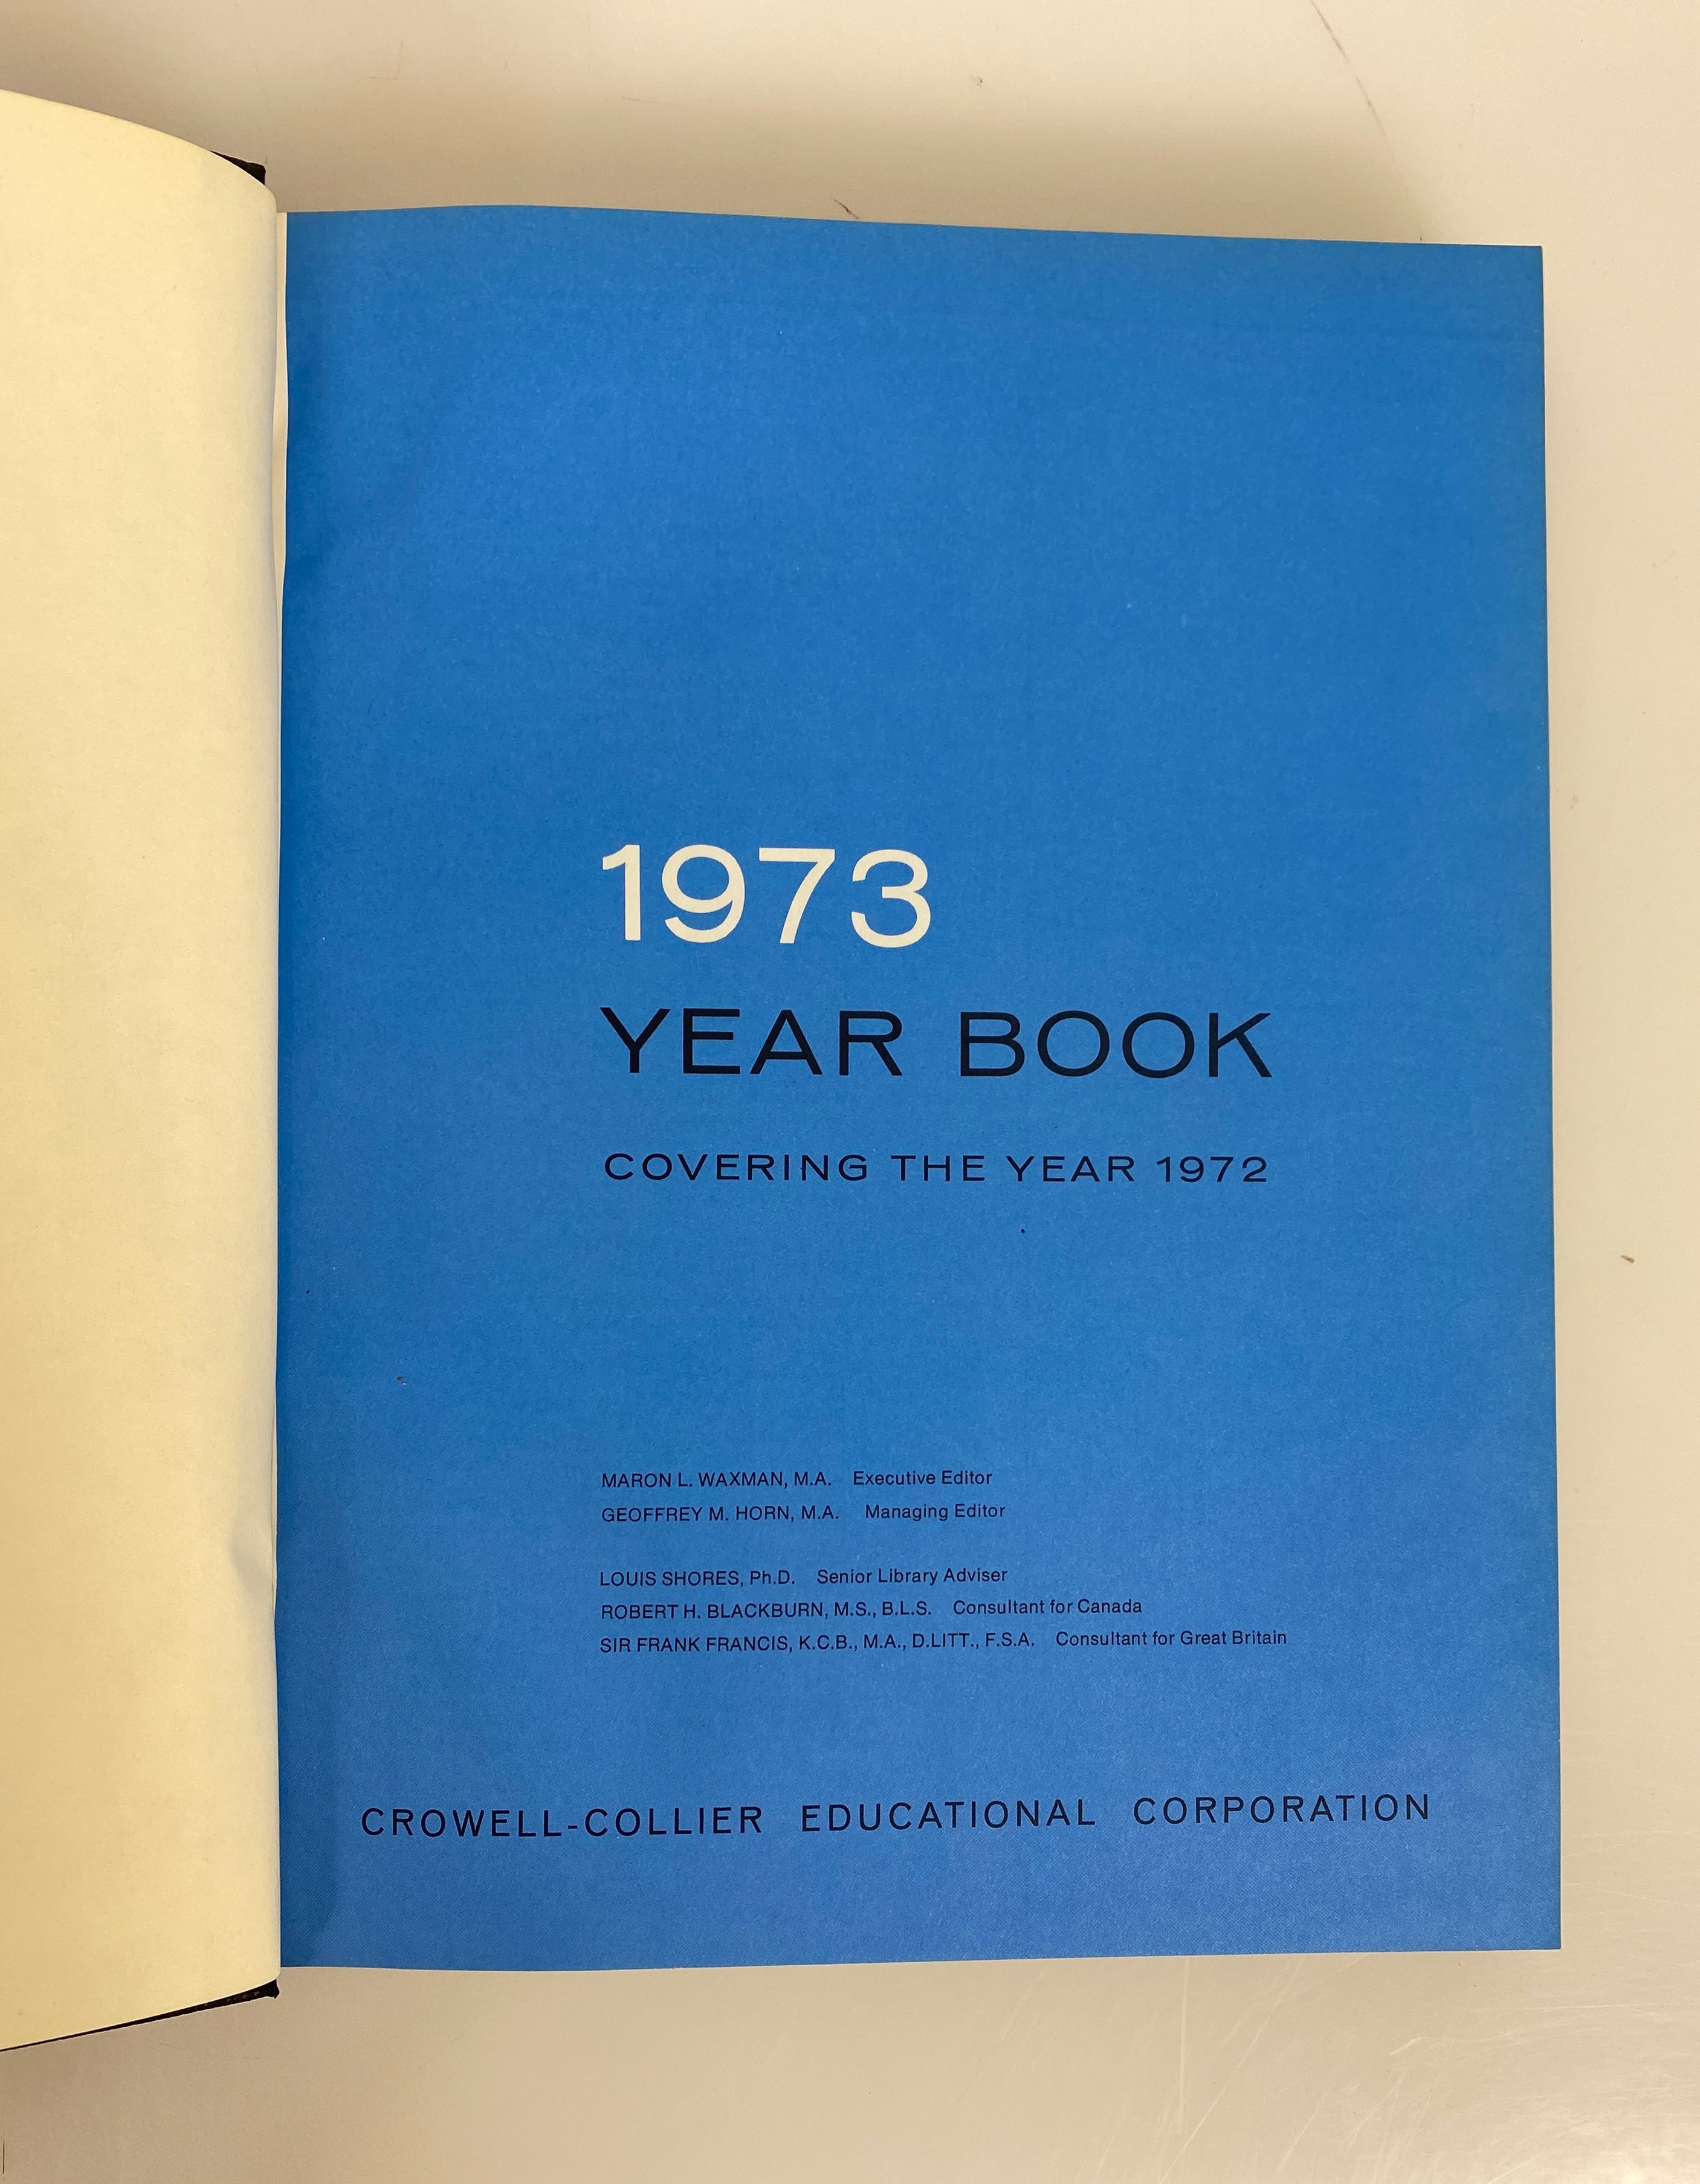 1973
YEAR BOOK
COVERING THE YEAR 1972
MARON L. WAXMAN, M.A. Executive Editor
GEOFFREY M. HORN, M.A. Managing Editor
LOUIS SHORES, Ph.D. Senior Library Adviser
ROBERT H. BLACKBURN, M.S., B.L.S. Consultant for Canada
SIR FRANK FRANCIS, K.C.B., M.A., D.LITT., F.S.A. Consultant for Great Britain
CROWELL-COLLIER EDUCATIONAL CORPORATION